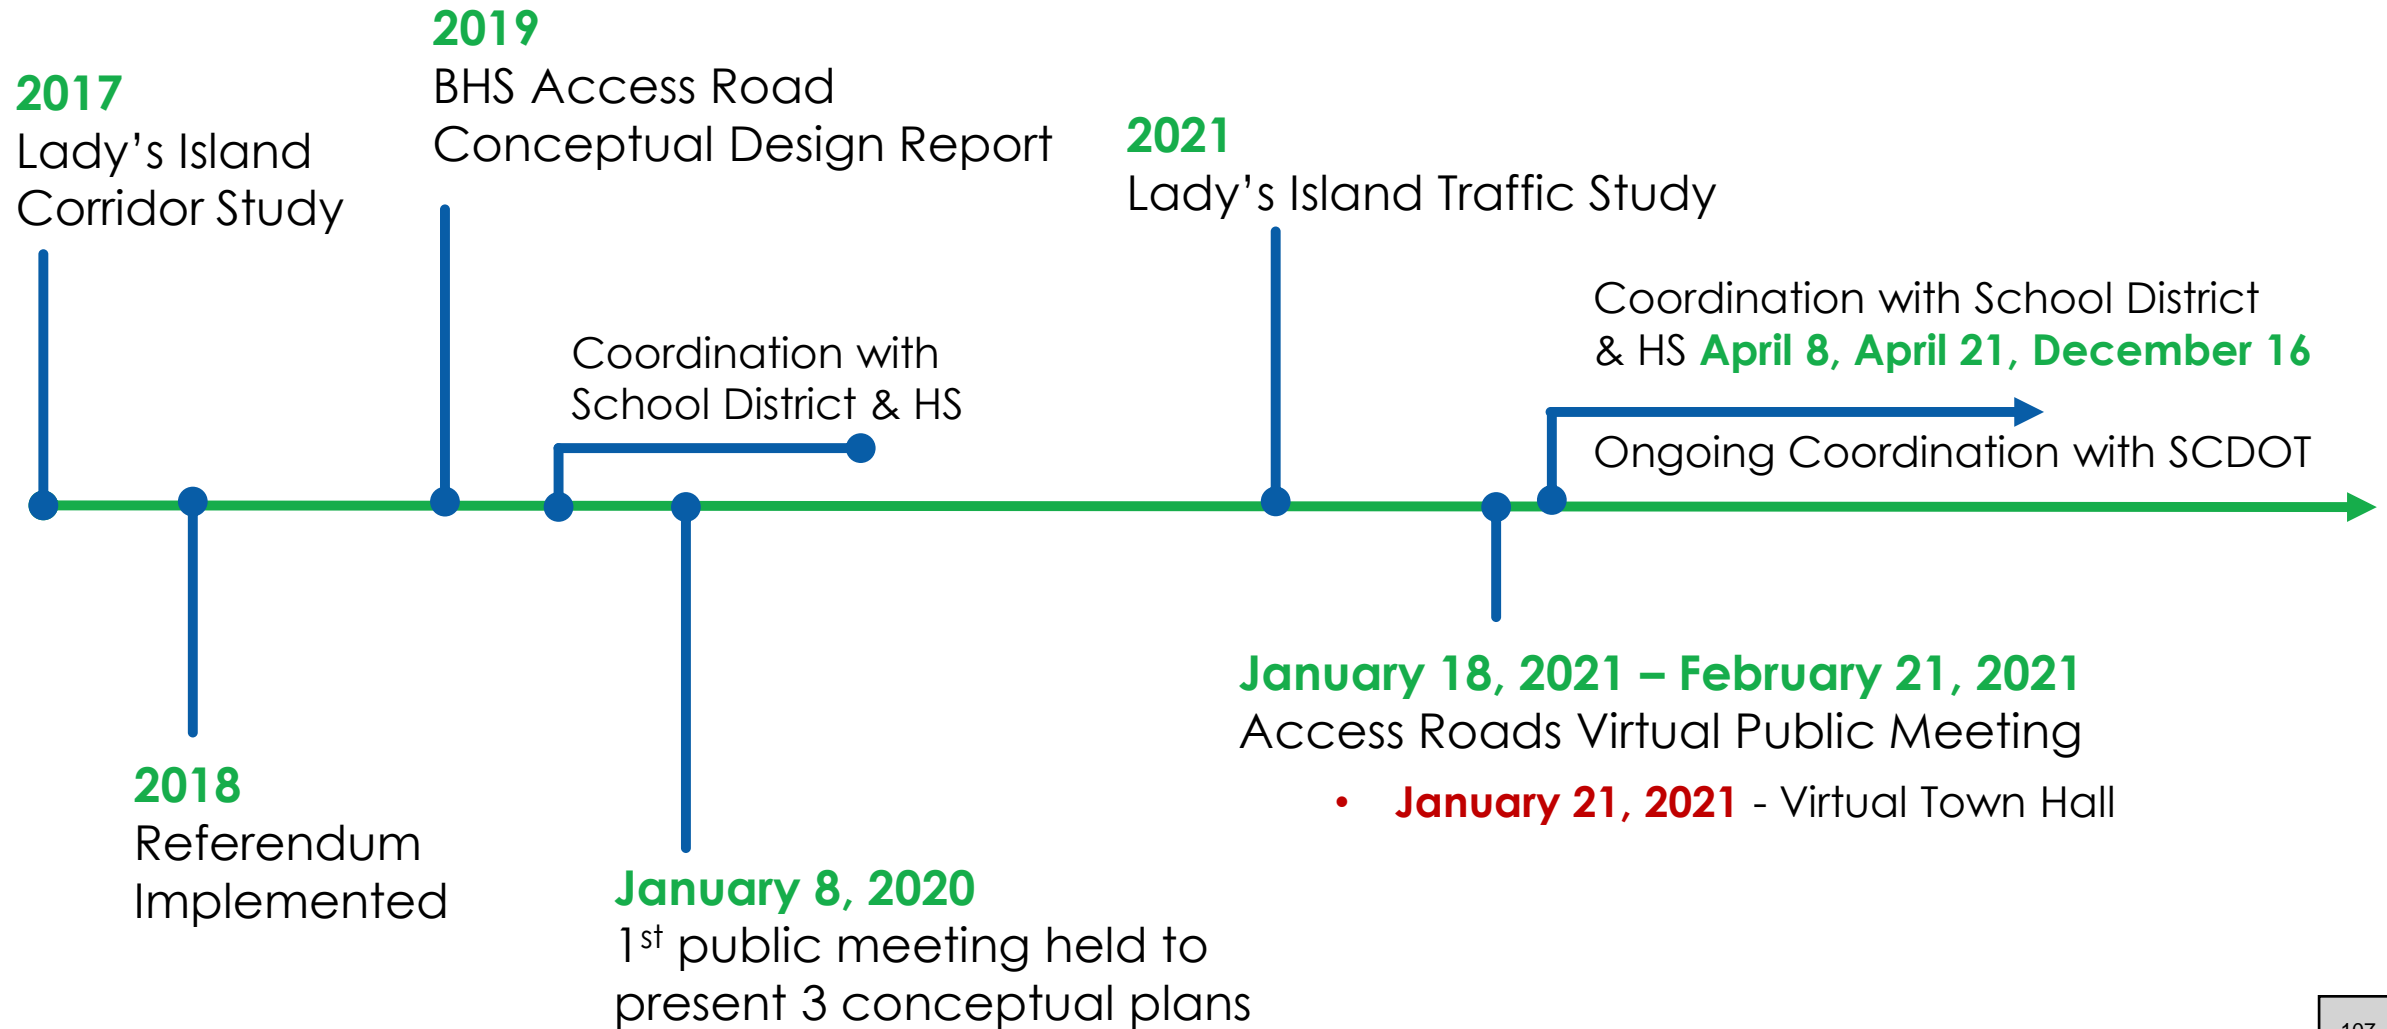 2017
Lady’s Island
Corridor Study
2019
BHS Access Road
Conceptual Design Report
Coordination with
School District & HS
2021
Lady’s Island Traffic Study
Coordination with School District
& HS April 8, April 21, December 16
Ongoing Coordination with SCDOT
2018
Referendum
Implemented
January 8, 2020
1st public meeting held to
present 3 conceptual plans
January 18, 2021 – February 21, 2021
Access Roads Virtual Public Meeting
• January 21, 2021 - Virtual Town Hall
107